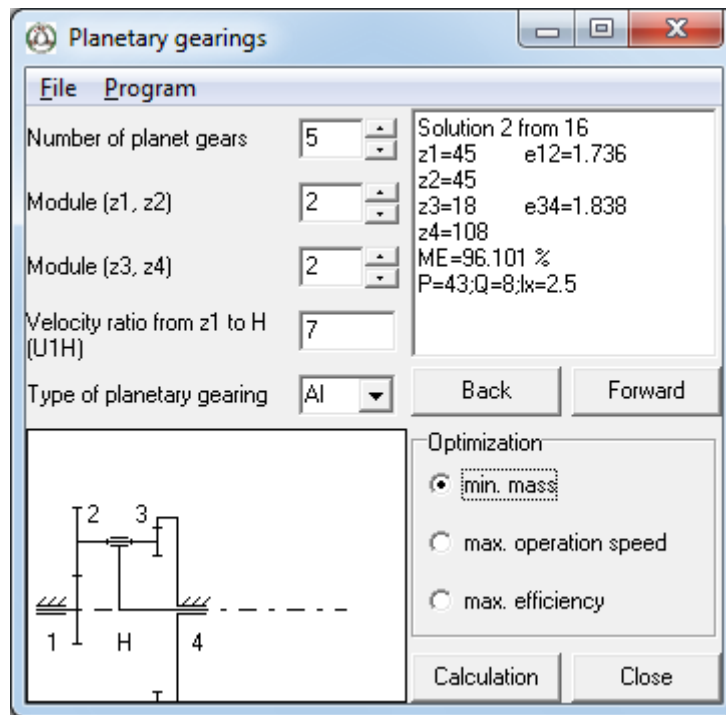 Planetary gearings
File Program
Number of planet gears
5
Module (z1, z2)
2
Module (z3, z4)
2
Velocity ratio from z1 to H
(U1H)
7
Type of planetary gearing
AI
Solution 2 from 16
z1=45 e12=1.736
z2=45
z3=18 e34=1.838
z4=108
ME=96.101 %
P=43;Q=8;Ix=2.5
Back
Forward
2 3
1 H 4
Optimization
min. mass
max. operation speed
max. efficiency
Calculation
Close